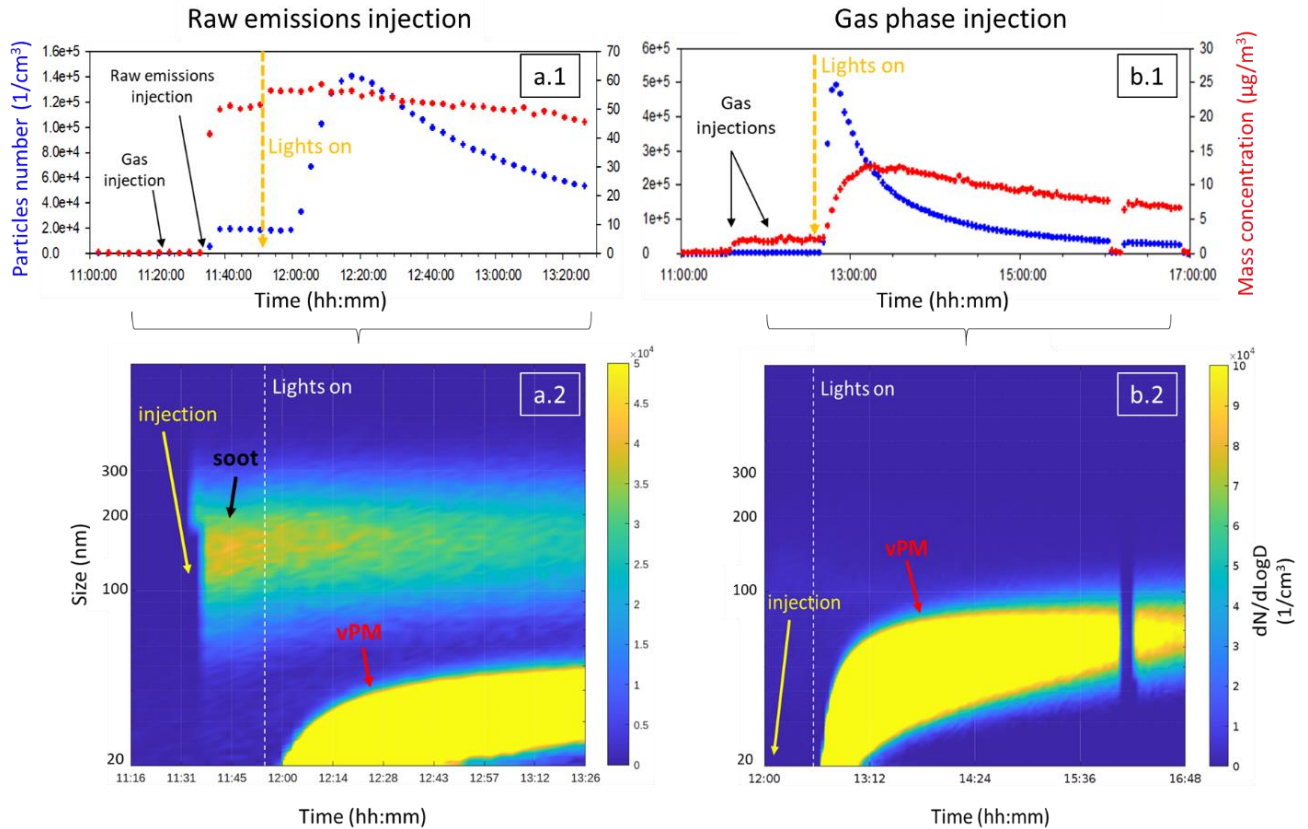 Raw emissions injection
Gas phase injection
Particles number (1/cm³)
1.6e+5
1.4e+5
1.2e+5
1.0e+5
8.0e+4
6.0e+4
4.0e+4
2.0e+4
0.0
70
60
50
40
30
20
10
0
Raw emissions
injection
Gas
injection
Lights on
a.1
11:00:00
11:20:00
11:40:00
12:00:00
12:20:00
12:40:00
13:00:00
13:20:00
Time (hh:mm)
6e+5
5e+5
4e+5
3e+5
2e+5
1e+5
0
30
25
20
15
10
5
0
Lights on
Gas
injections
b.1
11:00:00
13:00:00
15:00:00
17:00:00
Time (hh:mm)
Mass concentration (µg/m³)
Size (nm)
300
200
100
20
injection
soot
Lights on
vPM
a.2
11:16
11:31
11:45
12:00
12:14
12:28
12:43
12:57
13:12
13:26
Time (hh:mm)
×10⁴
5
4.5
4
3.5
3
2.5
2
1.5
1
0.5
0
300
200
100
20
injection
Lights on
vPM
b.2
12:00
13:12
14:24
15:36
16:48
Time (hh:mm)
×10⁴
10
9
8
7
6
5
4
3
2
1
0
dN/dLogD
(1/cm³)